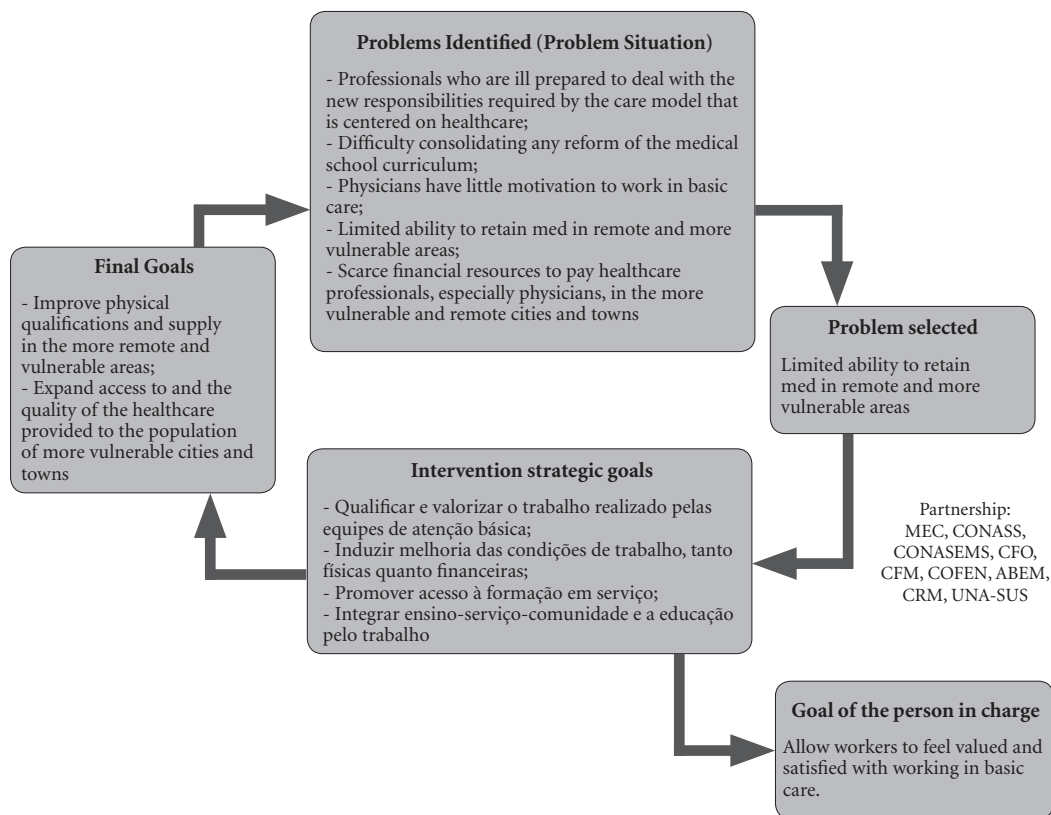 Problems Identified (Problem Situation)
- Professionals who are ill prepared to deal with the
new responsibilities required by the care model that
is centered on healthcare;
- Difficulty consolidating any reform of the medical
school curriculum;
- Physicians have little motivation to work in basic
care;
- Limited ability to retain med in remote and more
vulnerable areas;
- Scarce financial resources to pay healthcare
professionals, especially physicians, in the more
vulnerable and remote cities and towns
Final Goals
- Improve physical
qualifications and supply
in the more remote and
vulnerable areas;
- Expand access to and the
quality of the healthcare
provided to the population
of more vulnerable cities and
towns
Problem selected
Limited ability to retain
med in remote and more
vulnerable areas
Intervention strategic goals
- Qualificar e valorizar o trabalho realizado pelas
equipes de atenção básica;
- Induzir melhoria das condições de trabalho, tanto
físicas quanto financeiras;
- Promover acesso à formação em serviço;
- Integrar ensino-serviço-comunidade e a educação
pelo trabalho
Partnership:
MEC, CONASS,
CONASEMS, CFO,
CFM, COFEN, ABEM,
CRM, UNA-SUS
Goal of the person in charge
Allow workers to feel valued and
satisfied with working in basic
care.